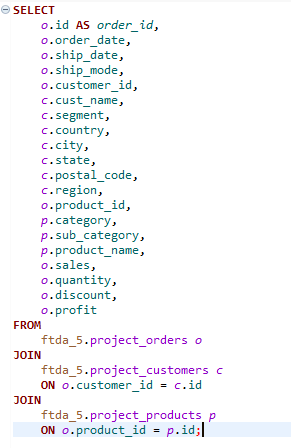 SELECT
o.id AS order_id,
o.order_date,
o.ship_date,
o.ship_mode,
o.customer_id,
c.cust_name,
c.segment,
c.country,
c.city,
c.state,
c.postal_code,
c.region,
o.product_id,
p.category,
p.sub_category,
p.product_name,
o.sales,
o.quantity,
o.discount,
o.profit
FROM
ftda_5.project_orders o
JOIN
ftda_5.project_customers c
ON o.customer_id = c.id
JOIN
ftda_5.project_products p
ON o.product_id = p.id;